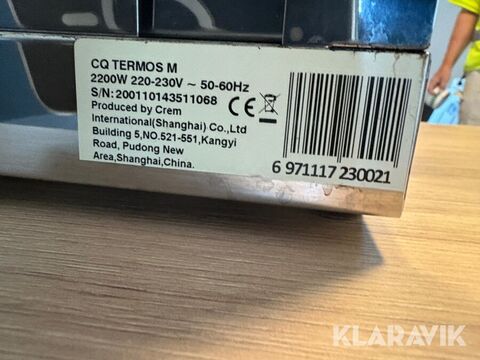 CQ TERMOS M
2200W 220-230V ~ 50-60Hz
S/N:200110143511068
Produced by Crem
International(Shanghai) Co.,Ltd
Building 5,NO.521-551,Kangyi
Road, Pudong New
Area,Shanghai,China.
CE
6 971117 230021
KLARAVIK